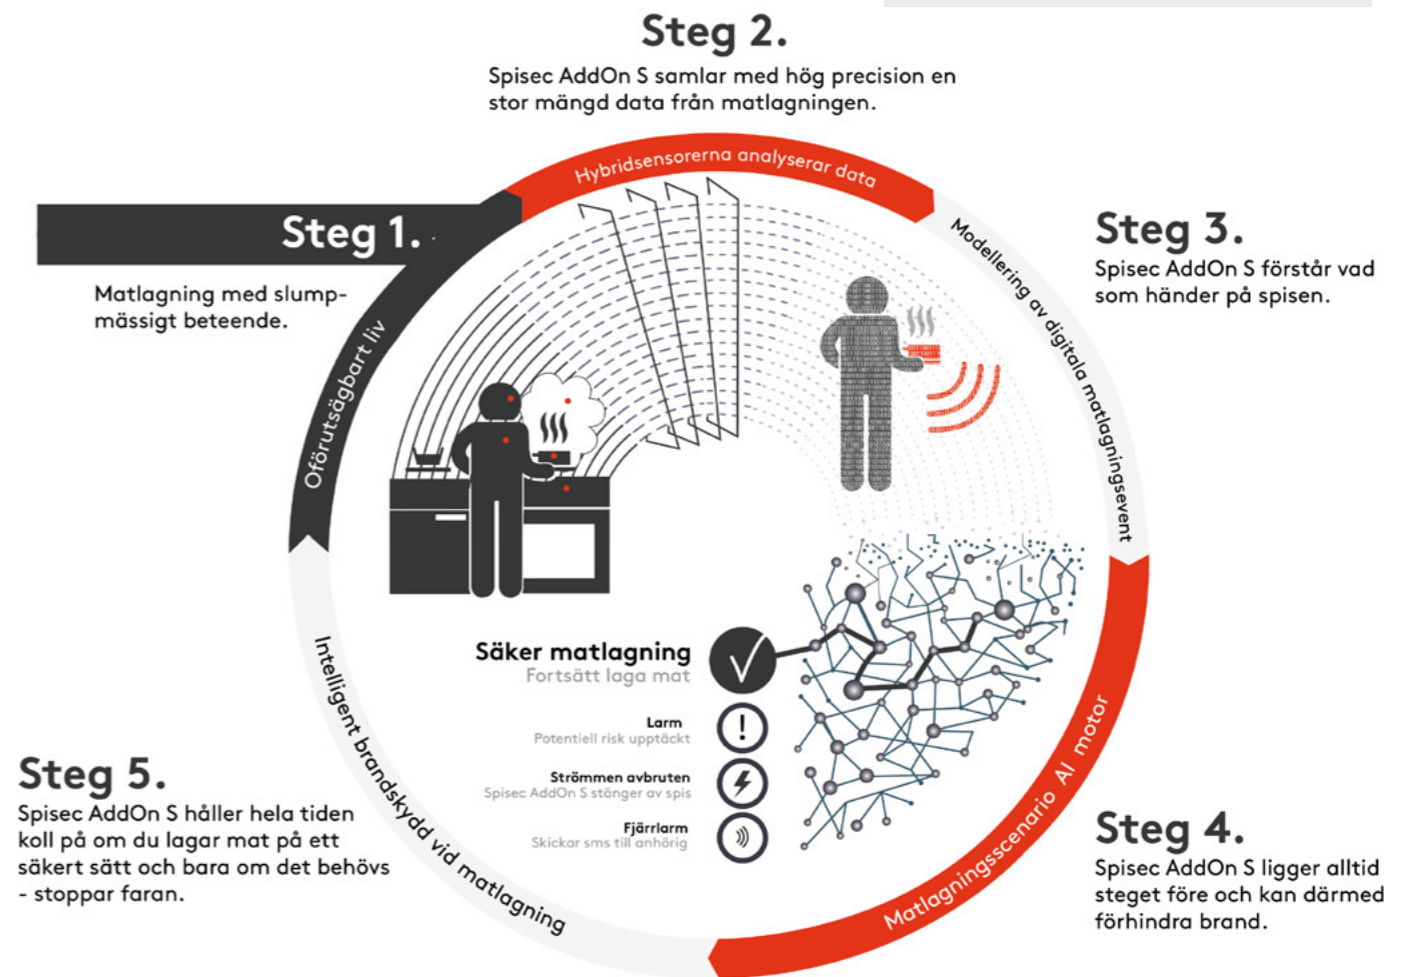 Steg 2.
Spisec AddOn S samlar med hög precision en
stor mängd data från matlagningen.
Hybridsensorerna analyserar data
Steg 1.
Matlagning med slump-
mässigt beteende.
Oförutsägbart liv
Steg 3.
Spisec AddOn S förstår vad
som händer på spisen.
Modellering av digitala matlagningsevent
Säker matlagning
Fortsätt laga mat
Larm
Potentiell risk upptäckt
Strömmen avbruten
Spisec AddOn S stänger av spis
Fjärrlarm
Skickar sms till anhörig
Steg 4.
Spisec AddOn S ligger alltid
steget före och kan därmed
förhindra brand.
Matlagningsscenario AI motor
Steg 5.
Spisec AddOn S håller hela tiden
koll på om du lagar mat på ett
säkert sätt och bara om det behövs
- stoppar faran.
Intelligent brandskydd vid matlagning